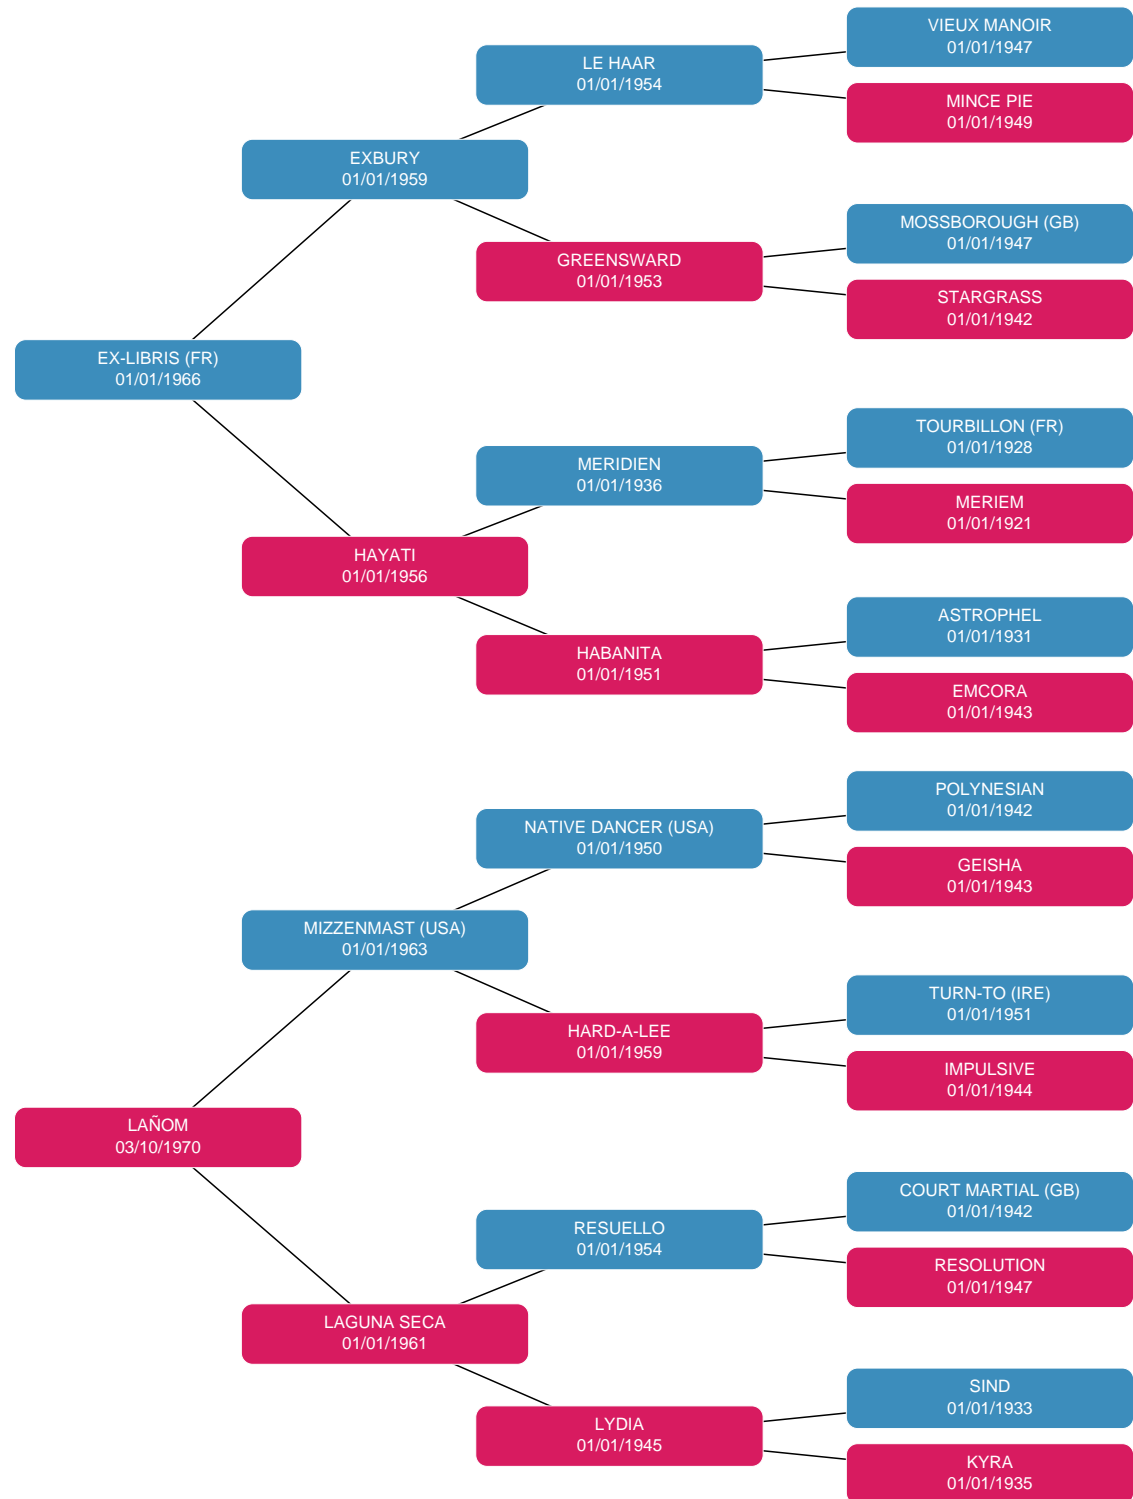 VIEUX MANOIR
01/01/1947
LE HAAR
01/01/1954
MINCE PIE
01/01/1949
EXBURY
01/01/1959
MOSSBOROUGH (GB)
01/01/1947
GREENSWARD
01/01/1953
STARGRASS
01/01/1942
EX-LIBRIS (FR)
01/01/1966
TOURBILLON (FR)
01/01/1928
MERIDIEN
01/01/1936
MERIEM
01/01/1921
HAYATI
01/01/1956
ASTROPHEL
01/01/1931
HABANITA
01/01/1951
EMCORA
01/01/1943
POLYNESIAN
01/01/1942
NATIVE DANCER (USA)
01/01/1950
GEISHA
01/01/1943
MIZZENMAST (USA)
01/01/1963
TURN-TO (IRE)
01/01/1951
HARD-A-LEE
01/01/1959
IMPULSIVE
01/01/1944
LAÑOM
03/10/1970
COURT MARTIAL (GB)
01/01/1942
RESUELLO
01/01/1954
RESOLUTION
01/01/1947
LAGUNA SECA
01/01/1961
SIND
01/01/1933
LYDIA
01/01/1945
KYRA
01/01/1935